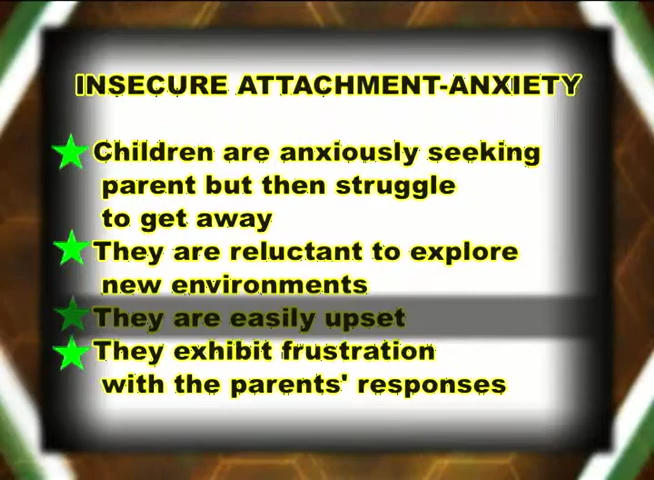 INSECURE ATTACHMENT-ANXIETY
Children are anxiously seeking
parent but then struggle
to get away
They are reluctant to explore
new environments
They are easily upset
They exhibit frustration
with the parents' responses